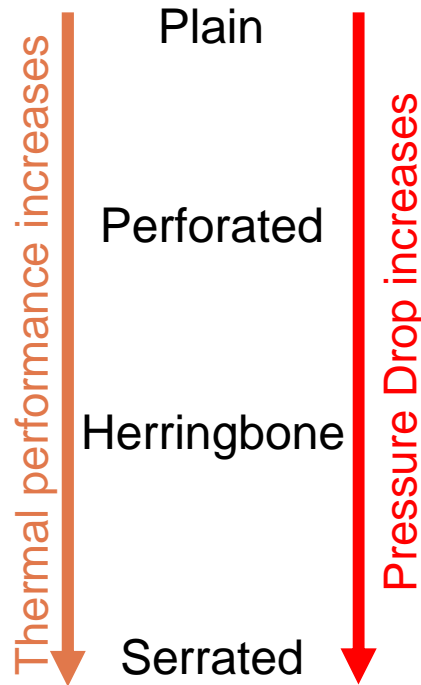 Plain
Perforated
Herringbone
Serrated
Thermal performance increases
Pressure Drop increases